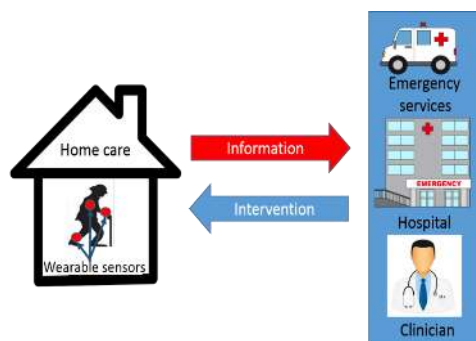 Home care
Wearable sensors
Information
Intervention
Emergency
services
EMERGENCY
Hospital
Clinician